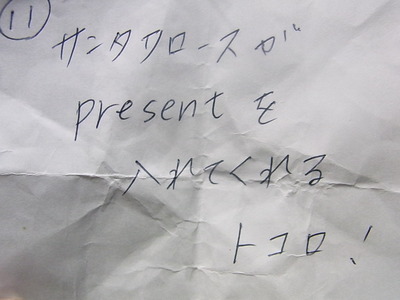 11
サンタクロースが
presentを
入れてくれる
トコロ!